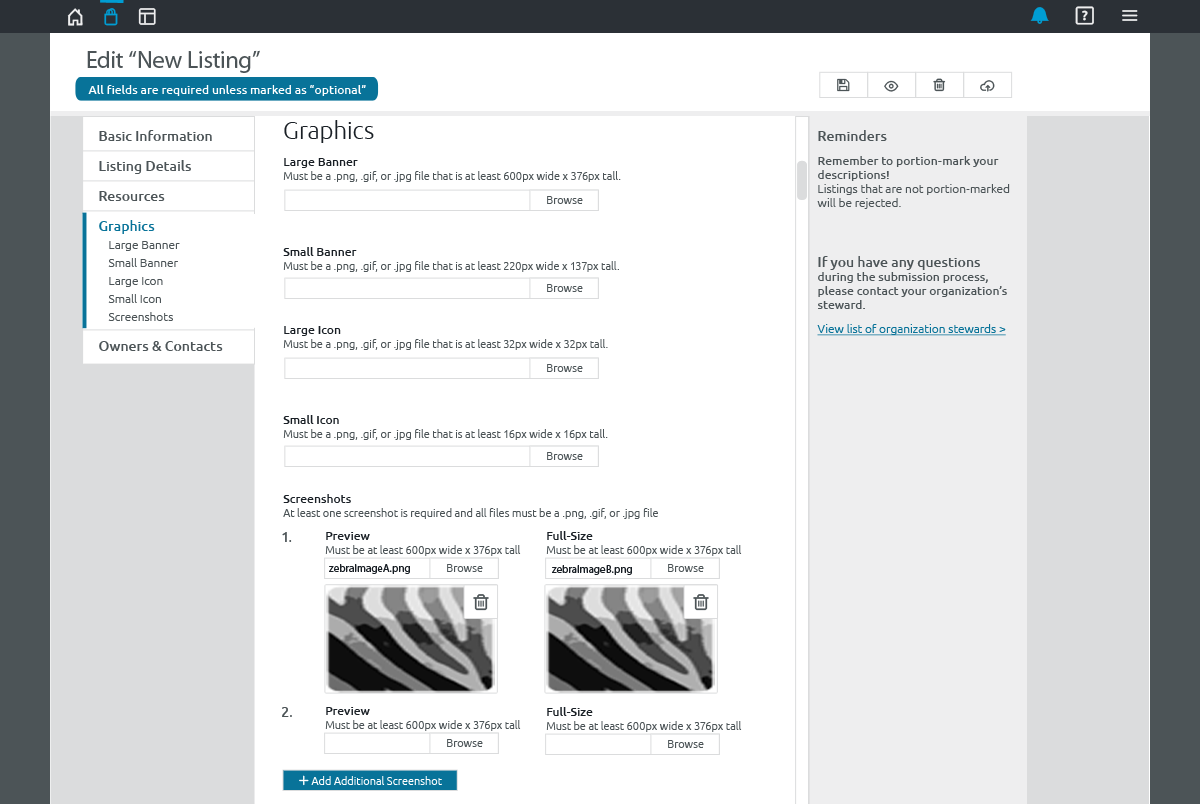 ?
Edit “New Listing”
All fields are required unless marked as “optional”
Basic Information
Listing Details
Resources
Graphics
Large Banner
Small Banner
Large Icon
Small Icon
Screenshots
Owners & Contacts
Graphics
Large Banner
Must be a .png, .gif, or .jpg file that is at least 600px wide x 376px tall.
Browse
Small Banner
Must be a .png, .gif, or .jpg file that is at least 220px wide x 137px tall.
Browse
Large Icon
Must be a .png, .gif, or .jpg file that is at least 32px wide x 32px tall.
Browse
Small Icon
Must be a .png, .gif, or .jpg file that is at least 16px wide x 16px tall.
Browse
Screenshots
At least one screenshot is required and all files must be a .png, .gif, or .jpg file
1.
Preview
Must be at least 600px wide x 376px tall
zebraImageA.png Browse
Full-Size
Must be at least 600px wide x 376px tall
zebraImageB.png Browse
2.
Preview
Must be at least 600px wide x 376px tall
Browse
Full-Size
Must be at least 600px wide x 376px tall
Browse
+ Add Additional Screenshot
Reminders
Remember to portion-mark your
descriptions!
Listings that are not portion-marked
will be rejected.
If you have any questions
during the submission process,
please contact your organization’s
steward.
View list of organization stewards >